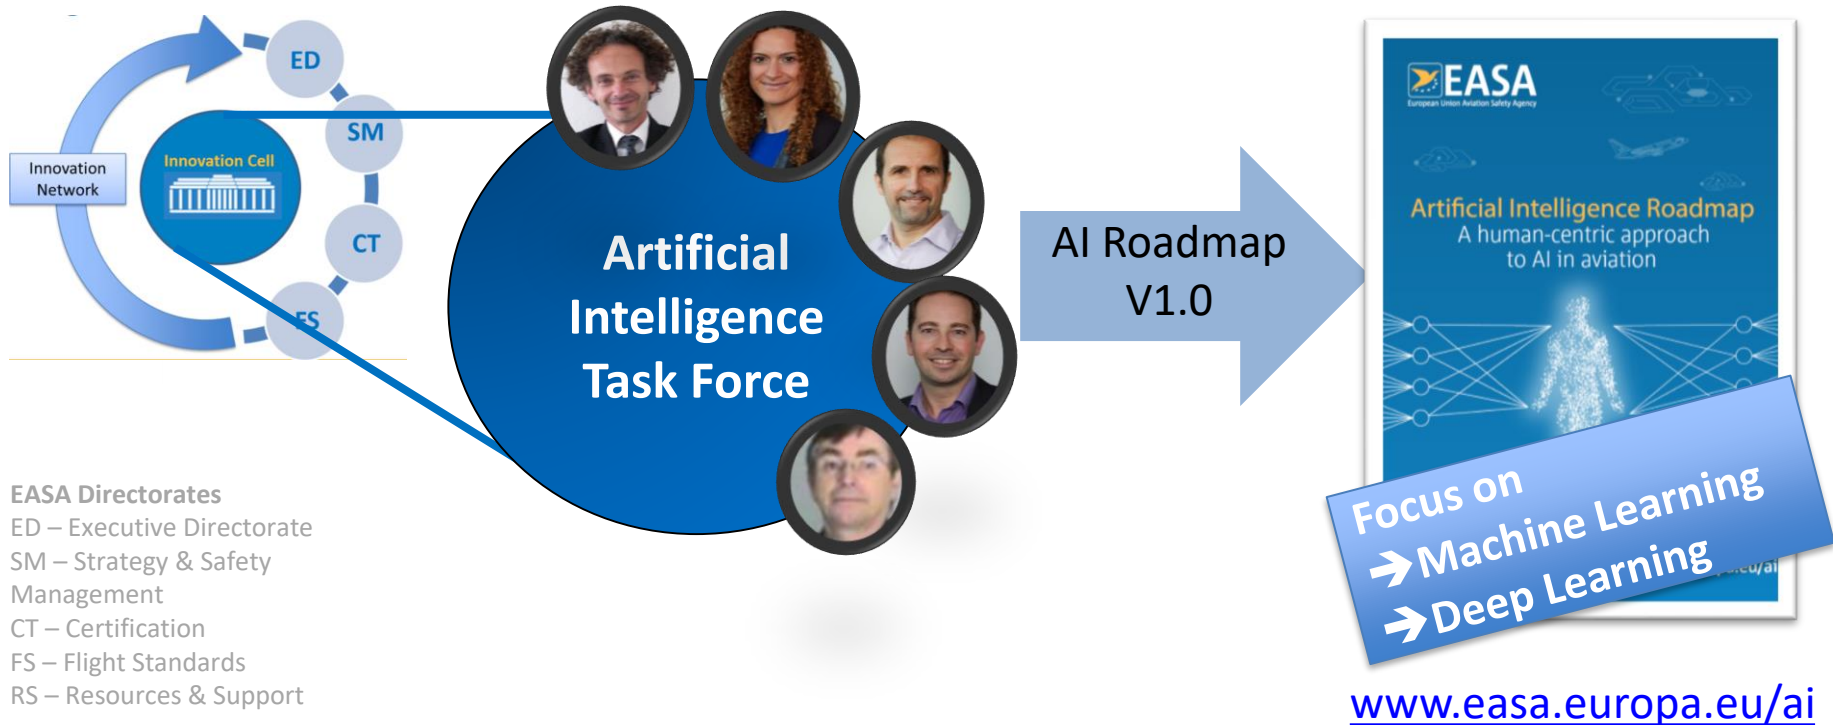 ED
SM
CT
FS
Innovation
Network
Innovation Cell
EASA Directorates
ED – Executive Directorate
SM – Strategy & Safety
Management
CT – Certification
FS – Flight Standards
RS – Resources & Support
Artificial
Intelligence
Task Force
AI Roadmap
V1.0
EASA
European Union Aviation Safety Agency
Artificial Intelligence Roadmap
A human-centric approach
to AI in aviation
Focus on
➔Machine Learning
➔Deep Learning
.eu/ai
www.easa.europa.eu/ai